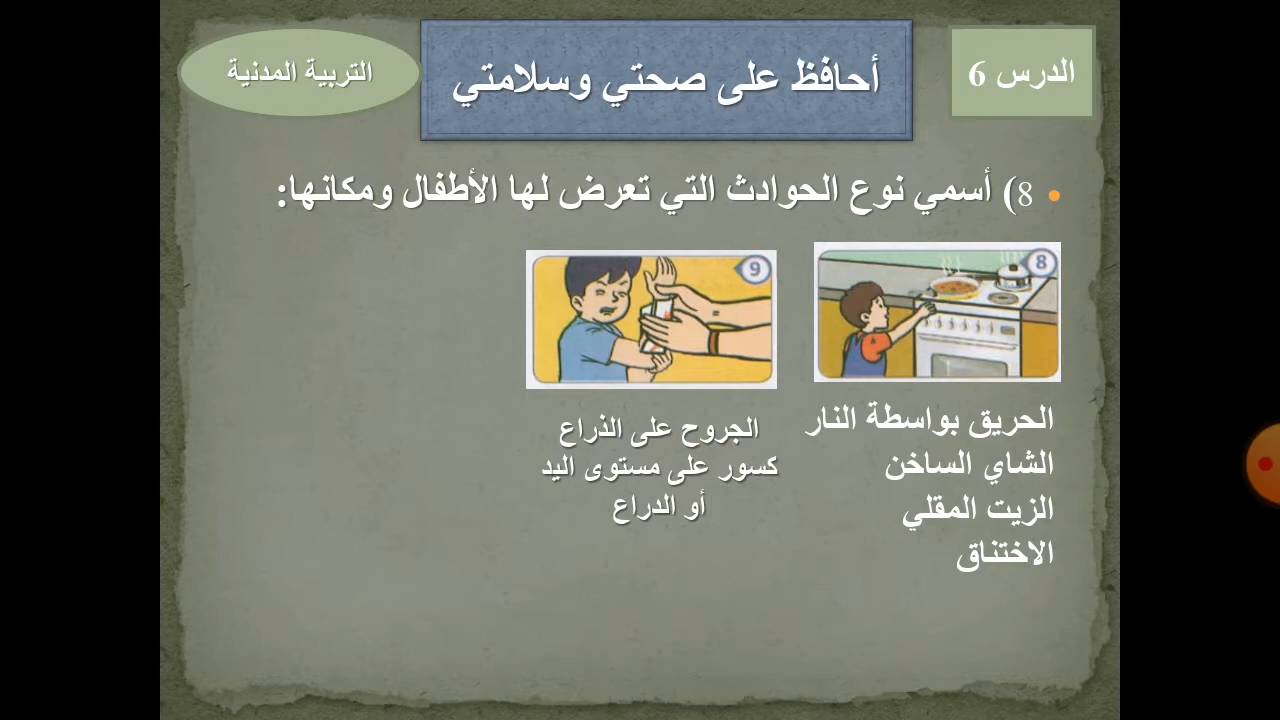 الدرس 6
أحافظ على صحتي وسلامتي
التربية المدنية
8) أسمي نوع الحوادث التي تعرض لها الأطفال ومكانها:
8
الحريق بواسطة النار
الشاي الساخن
الزيت المقلي
الاختناق
9
الجروح على الذراع
كسور على مستوى اليد
أو الدراع